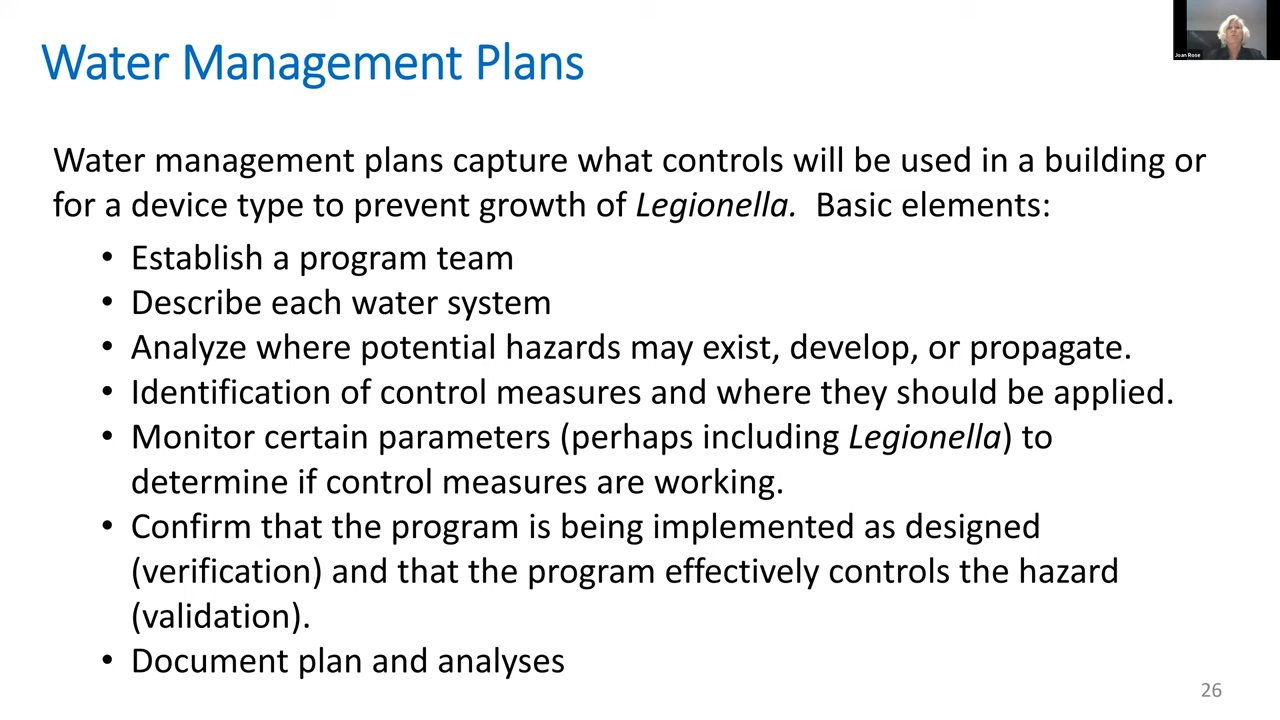 Water Management Plans
Joan Rose
Water management plans capture what controls will be used in a building or
for a device type to prevent growth of Legionella.  Basic elements:
• Establish a program team
• Describe each water system
• Analyze where potential hazards may exist, develop, or propagate.
• Identification of control measures and where they should be applied.
• Monitor certain parameters (perhaps including Legionella) to
determine if control measures are working.
• Confirm that the program is being implemented as designed
(verification) and that the program effectively controls the hazard
(validation).
• Document plan and analyses
26